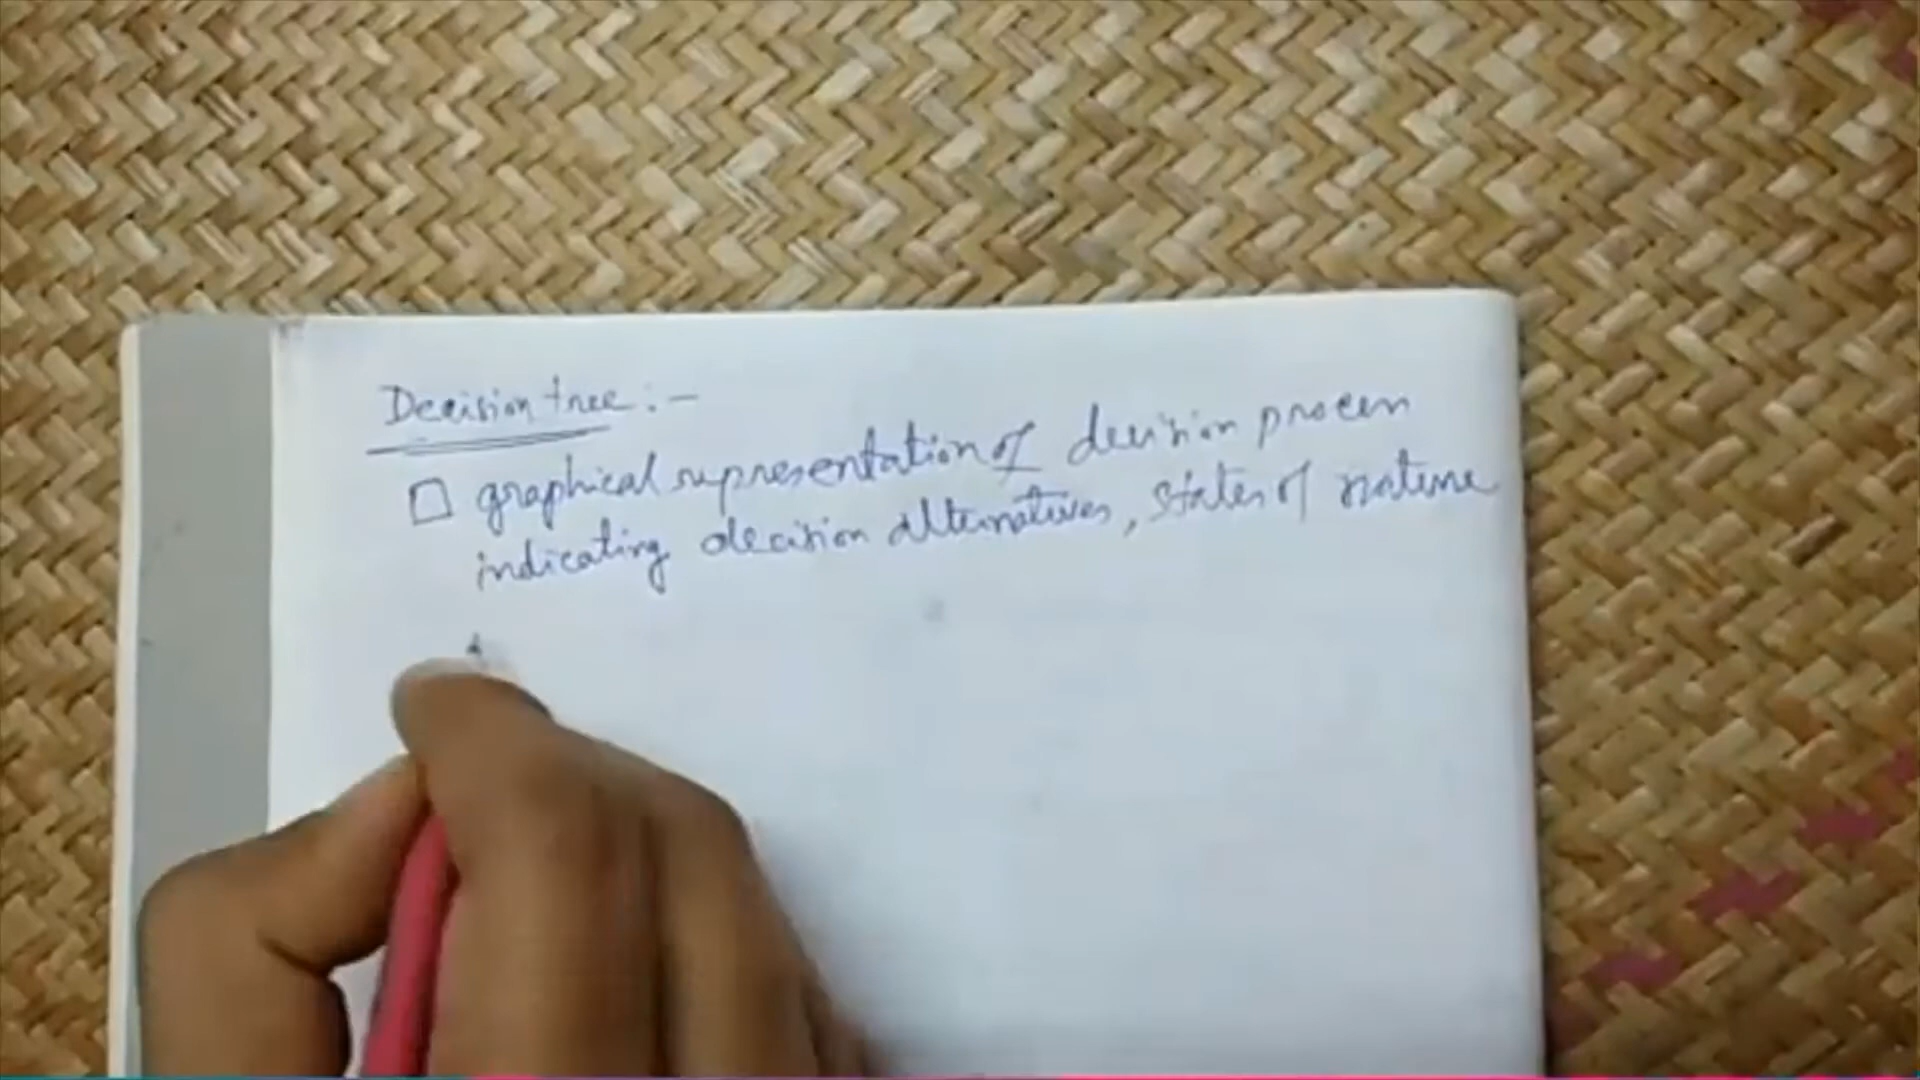 Decision tree :-
□ graphical representation of decision process
indicating decision alternatives, states of nature